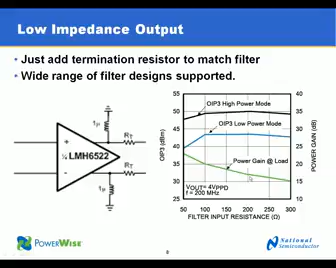 Low Impedance Output
• Just add termination resistor to match filter
• Wide range of filter designs supported.
1μ
RT
+
½ LMH6522
-
RT
1μ
OIP3 High Power Mode
OIP3 Low Power Mode
Power Gain @ Load
VOUT = 4VPPD
f = 200 MHz
OIP3 (dBm)
55
50
45
40
35
30
25
POWER GAIN (dB)
40
35
30
25
20
15
10
50 100 150 200 250 300
FILTER INPUT RESISTANCE (Ω)
POWERWISE
National
Semiconductor